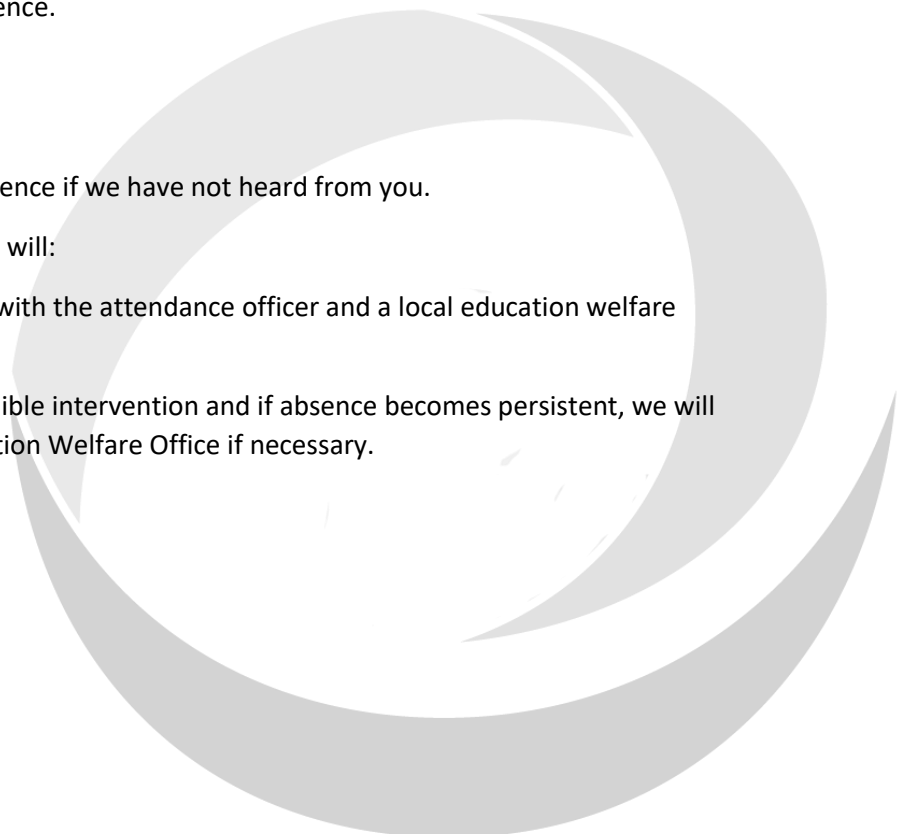 ence.
ence if we have not heard from you.
will:
with the attendance officer and a local education welfare
ible intervention and if absence becomes persistent, we will
tion Welfare Office if necessary.